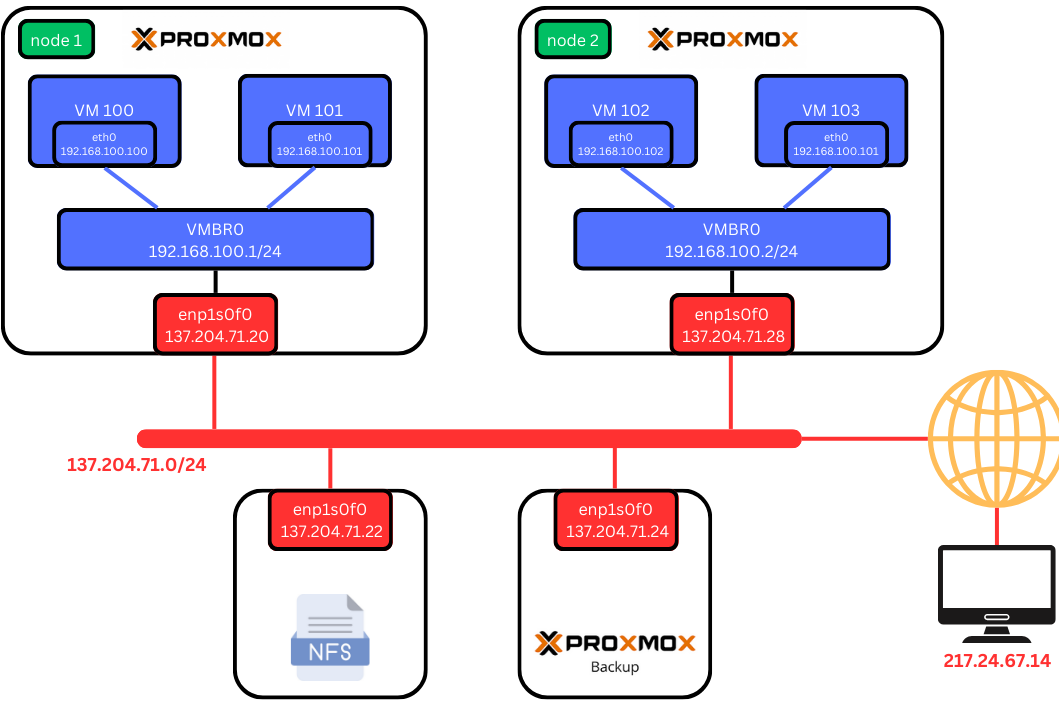 node 1
PROXMOX
VM 100
eth0
192.168.100.100
VM 101
eth0
192.168.100.101
VMBR0
192.168.100.1/24
enp1s0f0
137.204.71.20
node 2
PROXMOX
VM 102
eth0
192.168.100.102
VM 103
eth0
192.168.100.101
VMBR0
192.168.100.2/24
enp1s0f0
137.204.71.28
137.204.71.0/24
enp1s0f0
137.204.71.22
NFS
enp1s0f0
137.204.71.24
PROXMOX
Backup
217.24.67.14